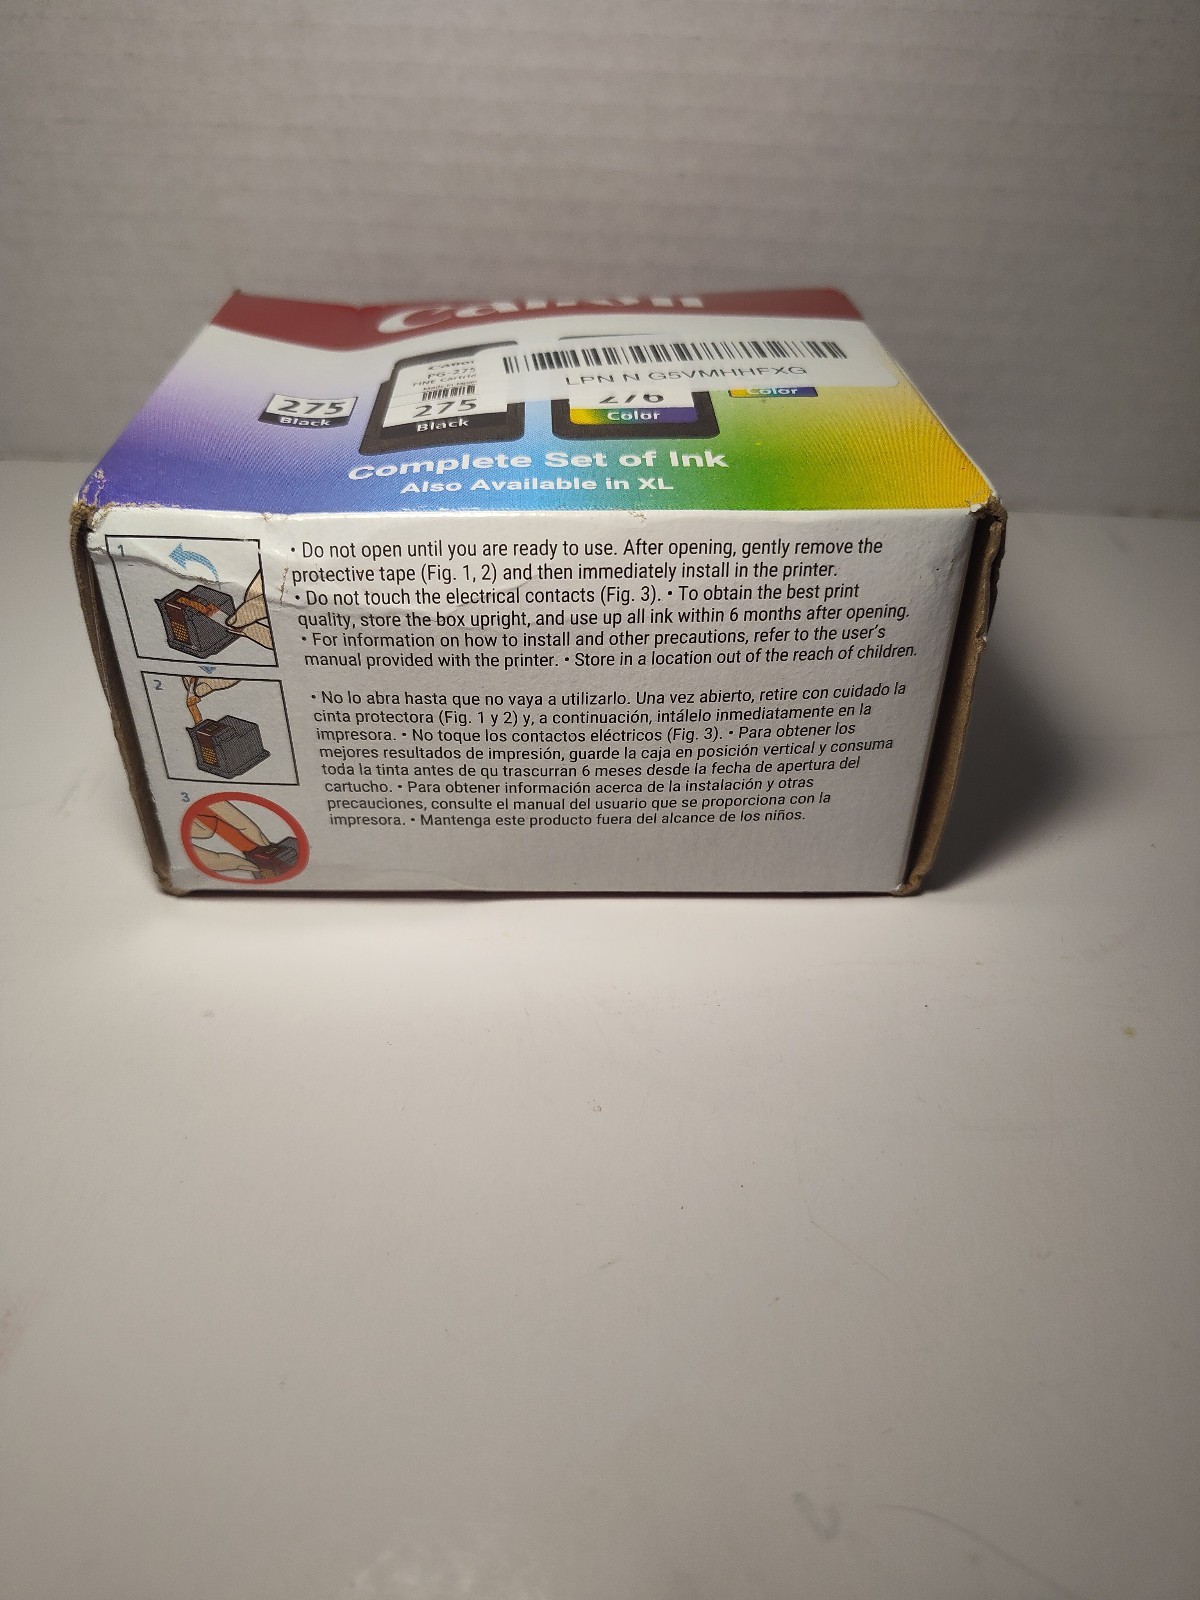 Canon
Canon
PG-275
275
Black
275
Black
LPN N G5VMHHFXG
276
Color
Color
Complete Set of Ink
Also Available in XL
1
• Do not open until you are ready to use. After opening, gently remove the
protective tape (Fig. 1, 2) and then immediately install in the printer.
• Do not touch the electrical contacts (Fig. 3). • To obtain the best print
quality, store the box upright, and use up all ink within 6 months after opening.
• For information on how to install and other precautions, refer to the user's
manual provided with the printer. • Store in a location out of the reach of children.
2
• No lo abra hasta que no vaya a utilizarlo. Una vez abierto, retire con cuidado la
cinta protectora (Fig. 1 y 2) y, a continuación, intálelo inmediatamente en la
impresora. • No toque los contactos eléctricos (Fig. 3). • Para obtener los
mejores resultados de impresión, guarde la caja en posición vertical y consuma
toda la tinta antes de qu trascurran 6 meses desde la fecha de apertura del
cartucho. • Para obtener información acerca de la instalación y otras
precauciones, consulte el manual del usuario que se proporciona con la
impresora. • Mantenga este producto fuera del alcance de los niños.
3